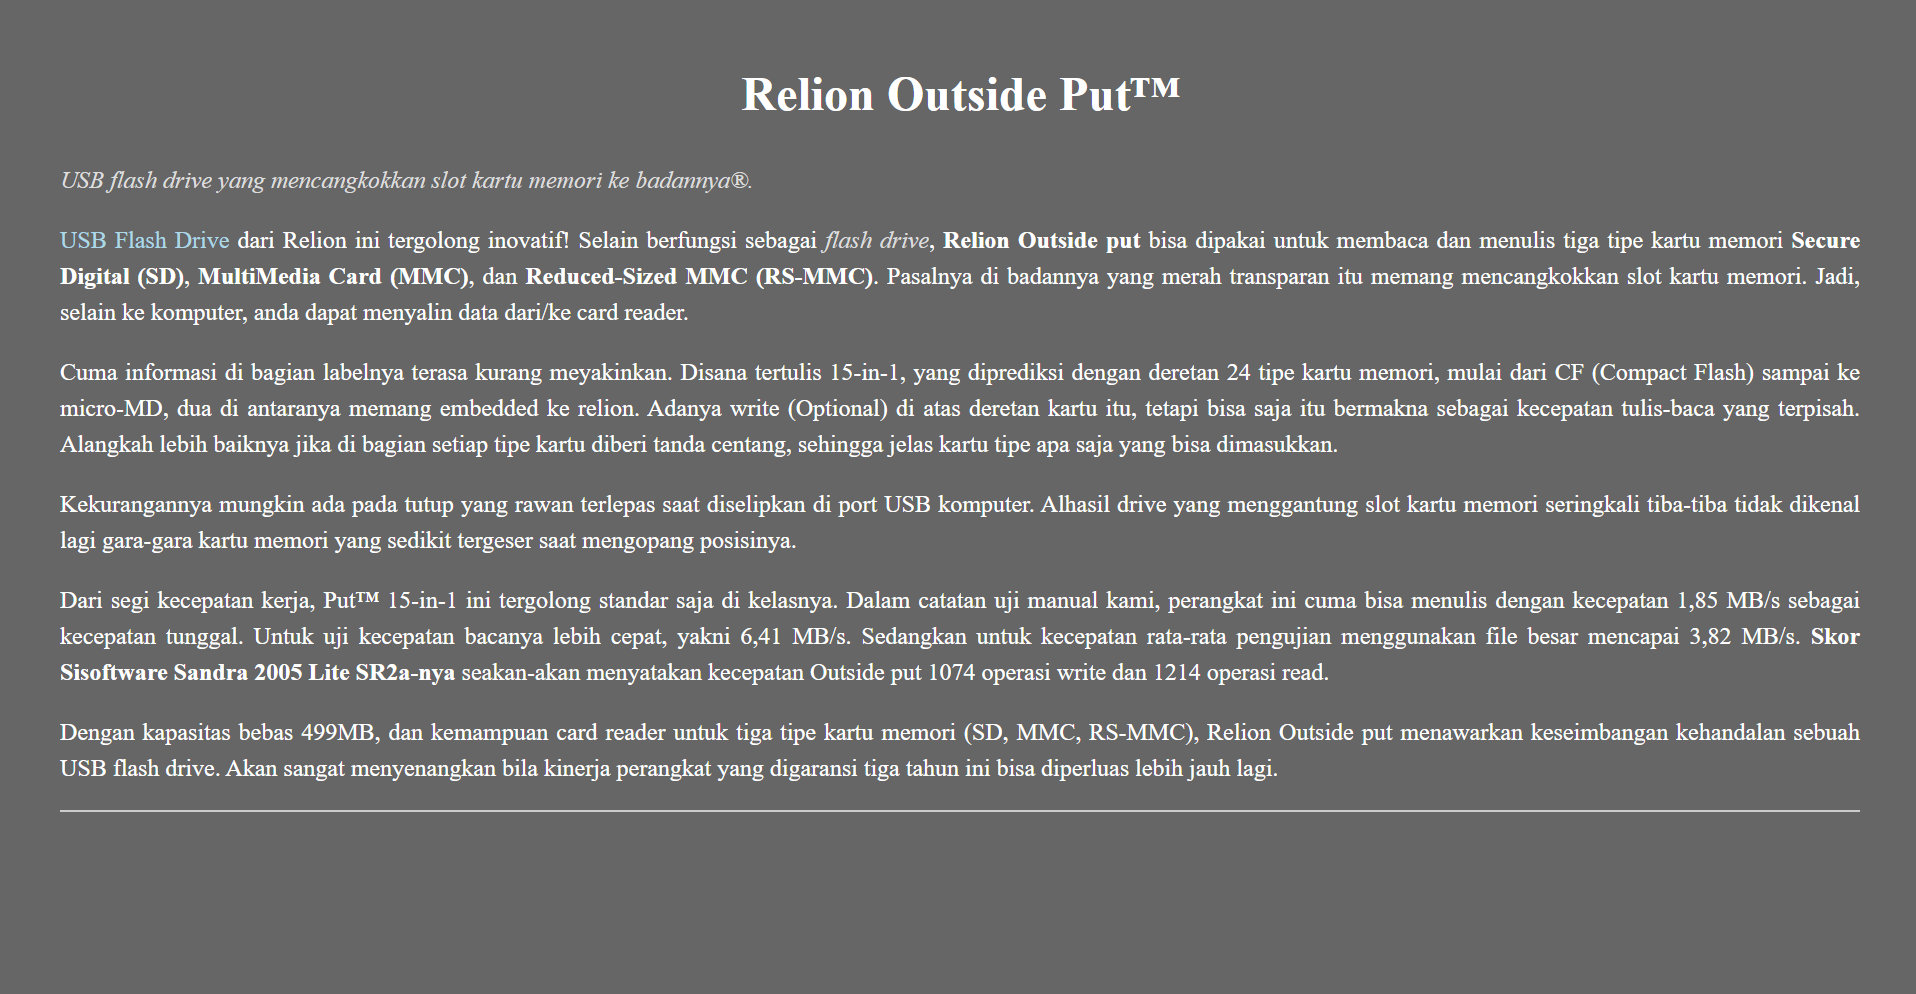 Relion Outside Put™
USB flash drive yang mencangkokkan slot kartu memori ke badannya®.
USB Flash Drive dari Relion ini tergolong inovatif! Selain berfungsi sebagai flash drive, Relion Outside put bisa dipakai untuk membaca dan menulis tiga tipe kartu memori Secure
Digital (SD), MultiMedia Card (MMC), dan Reduced-Sized MMC (RS-MMC). Pasalnya di badannya yang merah transparan itu memang mencangkokkan slot kartu memori. Jadi,
selain ke komputer, anda dapat menyalin data dari/ke card reader.
Cuma informasi di bagian labelnya terasa kurang meyakinkan. Disana tertulis 15-in-1, yang diprediksi dengan deretan 24 tipe kartu memori, mulai dari CF (Compact Flash) sampai ke
micro-MD, dua di antaranya memang embedded ke relion. Adanya write (Optional) di atas deretan kartu itu, tetapi bisa saja itu bermakna sebagai kecepatan tulis-baca yang terpisah.
Alangkah lebih baiknya jika di bagian setiap tipe kartu diberi tanda centang, sehingga jelas kartu tipe apa saja yang bisa dimasukkan.
Kekurangannya mungkin ada pada tutup yang rawan terlepas saat diselipkan di port USB komputer. Alhasil drive yang menggantung slot kartu memori seringkali tiba-tiba tidak dikenal
lagi gara-gara kartu memori yang sedikit tergeser saat mengopang posisinya.
Dari segi kecepatan kerja, Put™ 15-in-1 ini tergolong standar saja di kelasnya. Dalam catatan uji manual kami, perangkat ini cuma bisa menulis dengan kecepatan 1,85 MB/s sebagai
kecepatan tunggal. Untuk uji kecepatan bacanya lebih cepat, yakni 6,41 MB/s. Sedangkan untuk kecepatan rata-rata pengujian menggunakan file besar mencapai 3,82 MB/s. Skor
Sisoftware Sandra 2005 Lite SR2a-nya seakan-akan menyatakan kecepatan Outside put 1074 operasi write dan 1214 operasi read.
Dengan kapasitas bebas 499MB, dan kemampuan card reader untuk tiga tipe kartu memori (SD, MMC, RS-MMC), Relion Outside put menawarkan keseimbangan kehandalan sebuah
USB flash drive. Akan sangat menyenangkan bila kinerja perangkat yang digaransi tiga tahun ini bisa diperluas lebih jauh lagi.